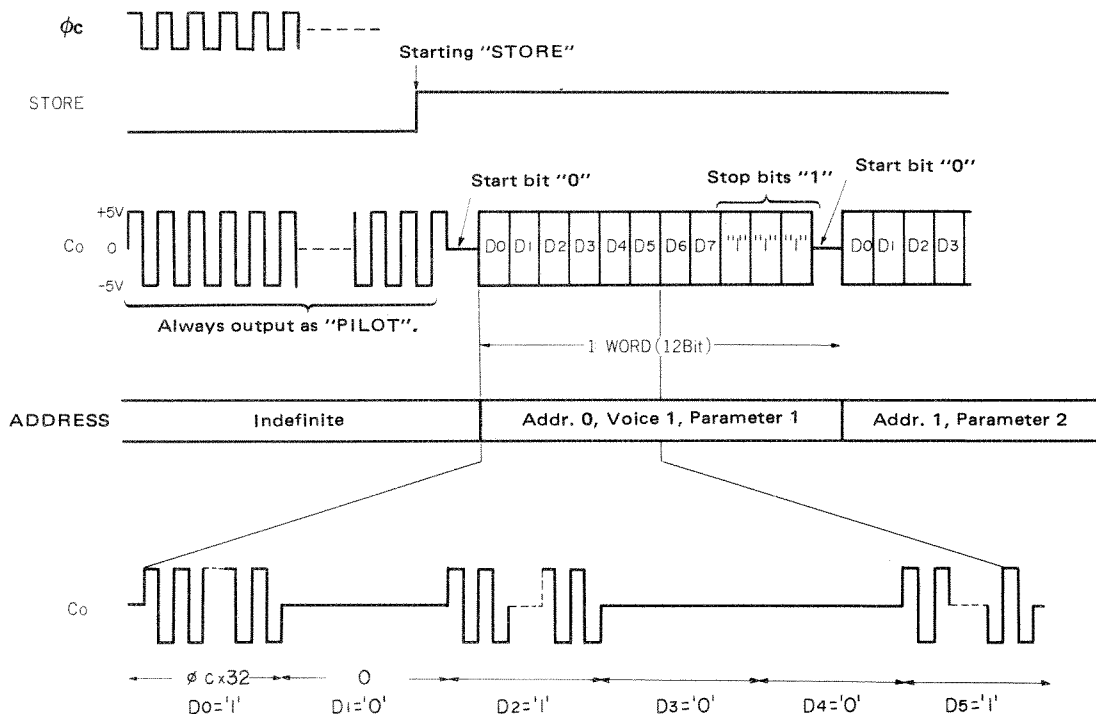 φc
Starting "STORE"
STORE
Start bit "0"
Stop bits "1"
Start bit "0"
+5V
Co 0 D0 D1 D2 D3 D4 D5 D6 D7 "1" "1" "1" D0 D1 D2 D3
-5V
Always output as "PILOT".
1 WORD (12Bit)
ADDRESS Indefinite Addr. 0, Voice 1, Parameter 1 Addr. 1, Parameter 2
Co
φ c x 32 0
D0='1' D1='0' D2='1' D3='0' D4='0' D5='1'